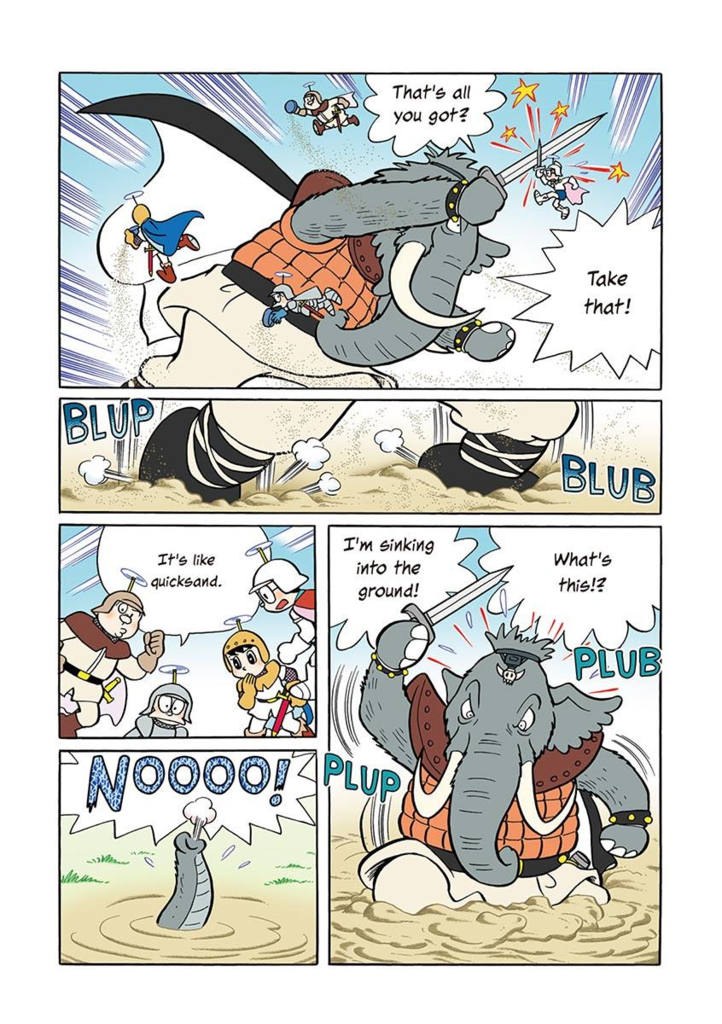 That's all
you got?
Take
that!
BLUP
BLUB
It's like
quicksand.
I'm sinking
into the
ground!
What's
this!?
PLUB
PLUP
NOOOO!